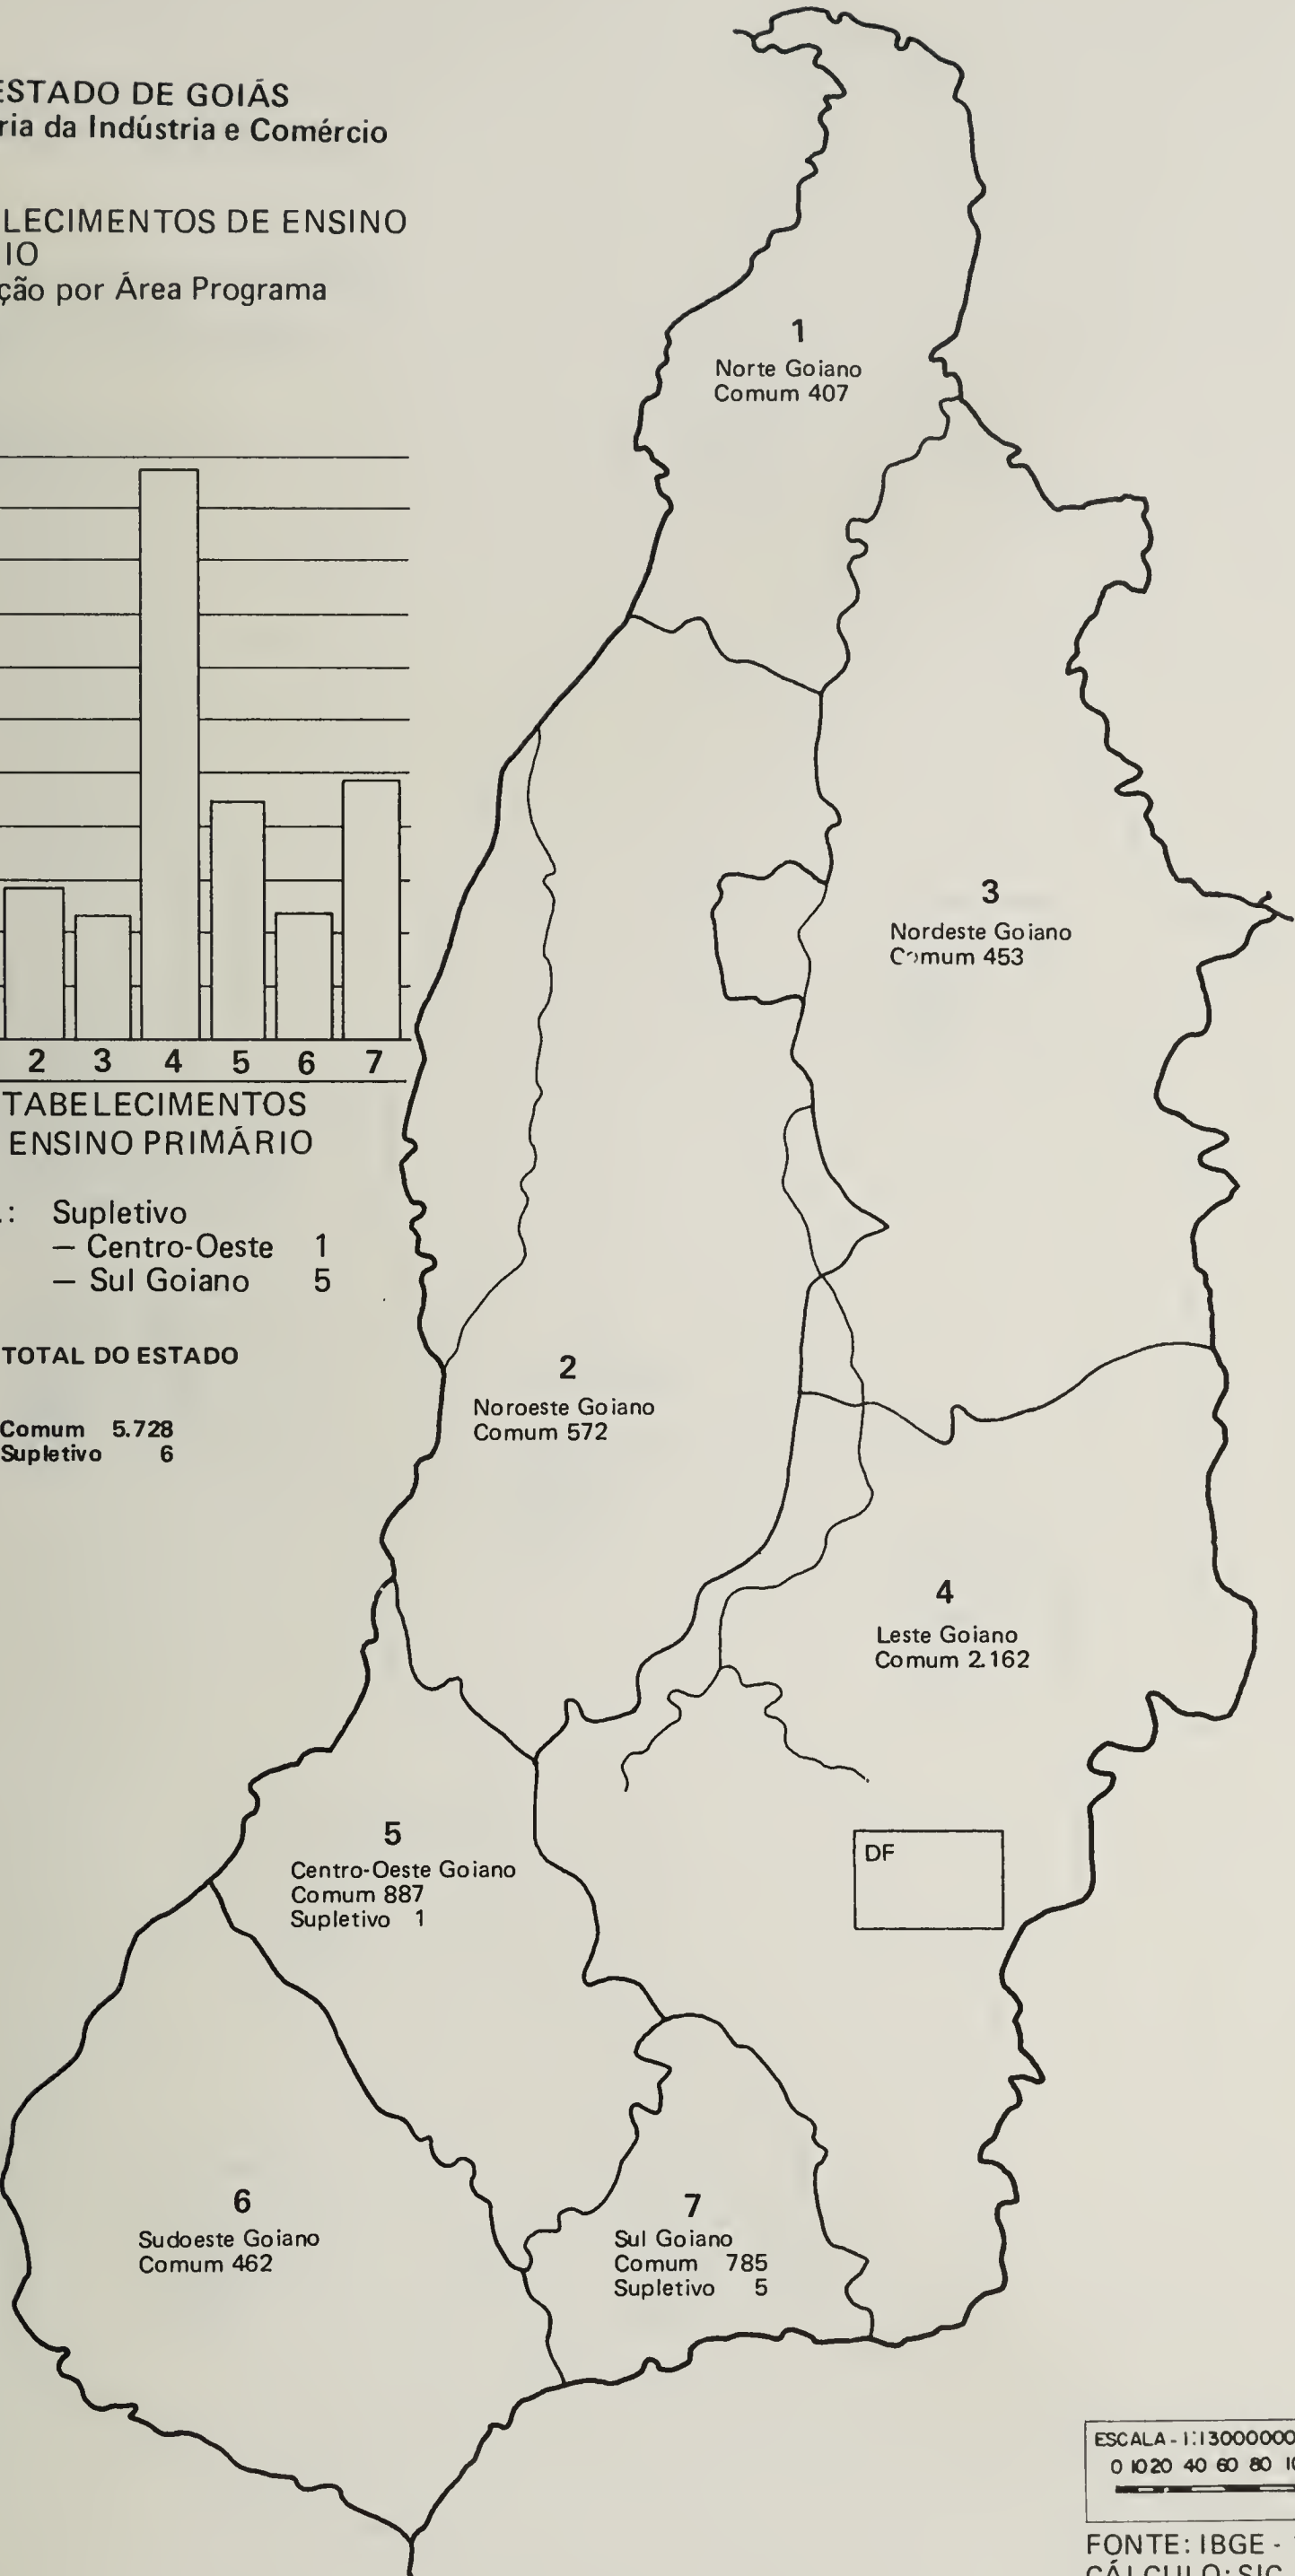 ESTADO DE GOIÁS
ria da Indústria e Comércio
LECIMENTOS DE ENSINO
IO
ção por Área Programa
1
Norte Goiano
Comum 407
3
Nordeste Goiano
Comum 453
2 3 4 5 6 7
TABELECIMENTOS
ENSINO PRIMÁRIO
.: Supletivo
— Centro-Oeste 1
— Sul Goiano 5
TOTAL DO ESTADO
Comum 5.728
Supletivo 6
2
Noroeste Goiano
Comum 572
4
Leste Goiano
Comum 2.162
DF
5
Centro-Oeste Goiano
Comum 887
Supletivo 1
6
Sudoeste Goiano
Comum 462
7
Sul Goiano
Comum 785
Supletivo 5
ESCALA - 1:13000000
0 10 20 40 60 80
FONTE: IBGE -
CÁLCULO: SIC